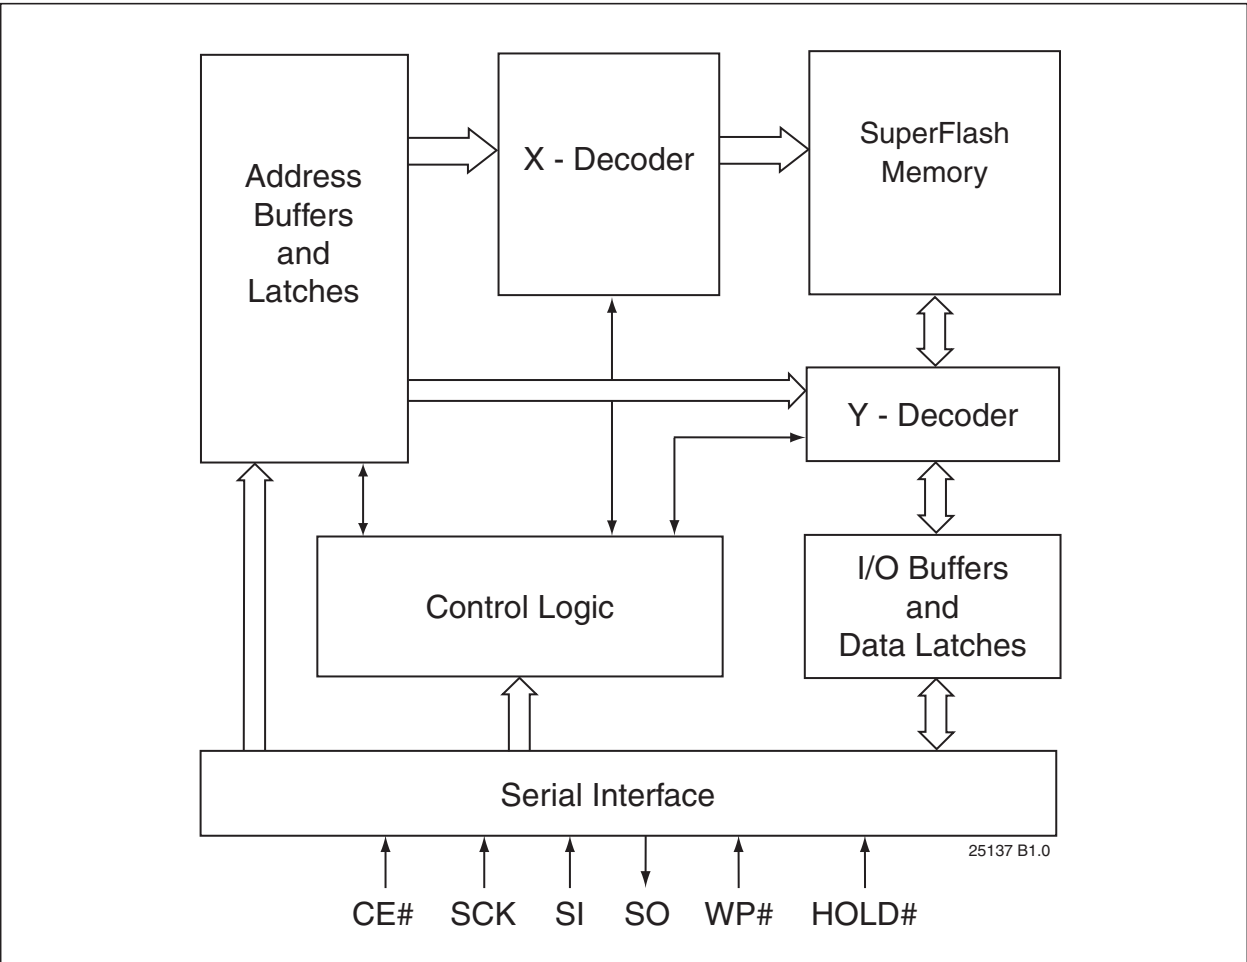 Address
Buffers
and
Latches
X - Decoder
SuperFlash
Memory
Y - Decoder
Control Logic
I/O Buffers
and
Data Latches
Serial Interface
25137 B1.0
CE# SCK SI SO WP# HOLD#